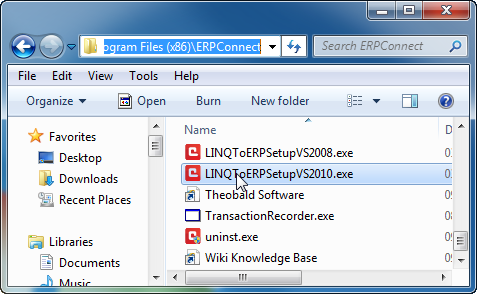 ogram Files (x86)\ERPConnect
Search ERPConnect
File Edit View Tools Help
Organize Open Burn New folder
Favorites
Desktop
Downloads
Recent Places
Libraries
Documents
Music
Name D
LINQToERPSetupVS2008.exe
LINQToERPSetupVS2010.exe
Theobald Software
TransactionRecorder.exe
uninst.exe
Wiki Knowledge Base